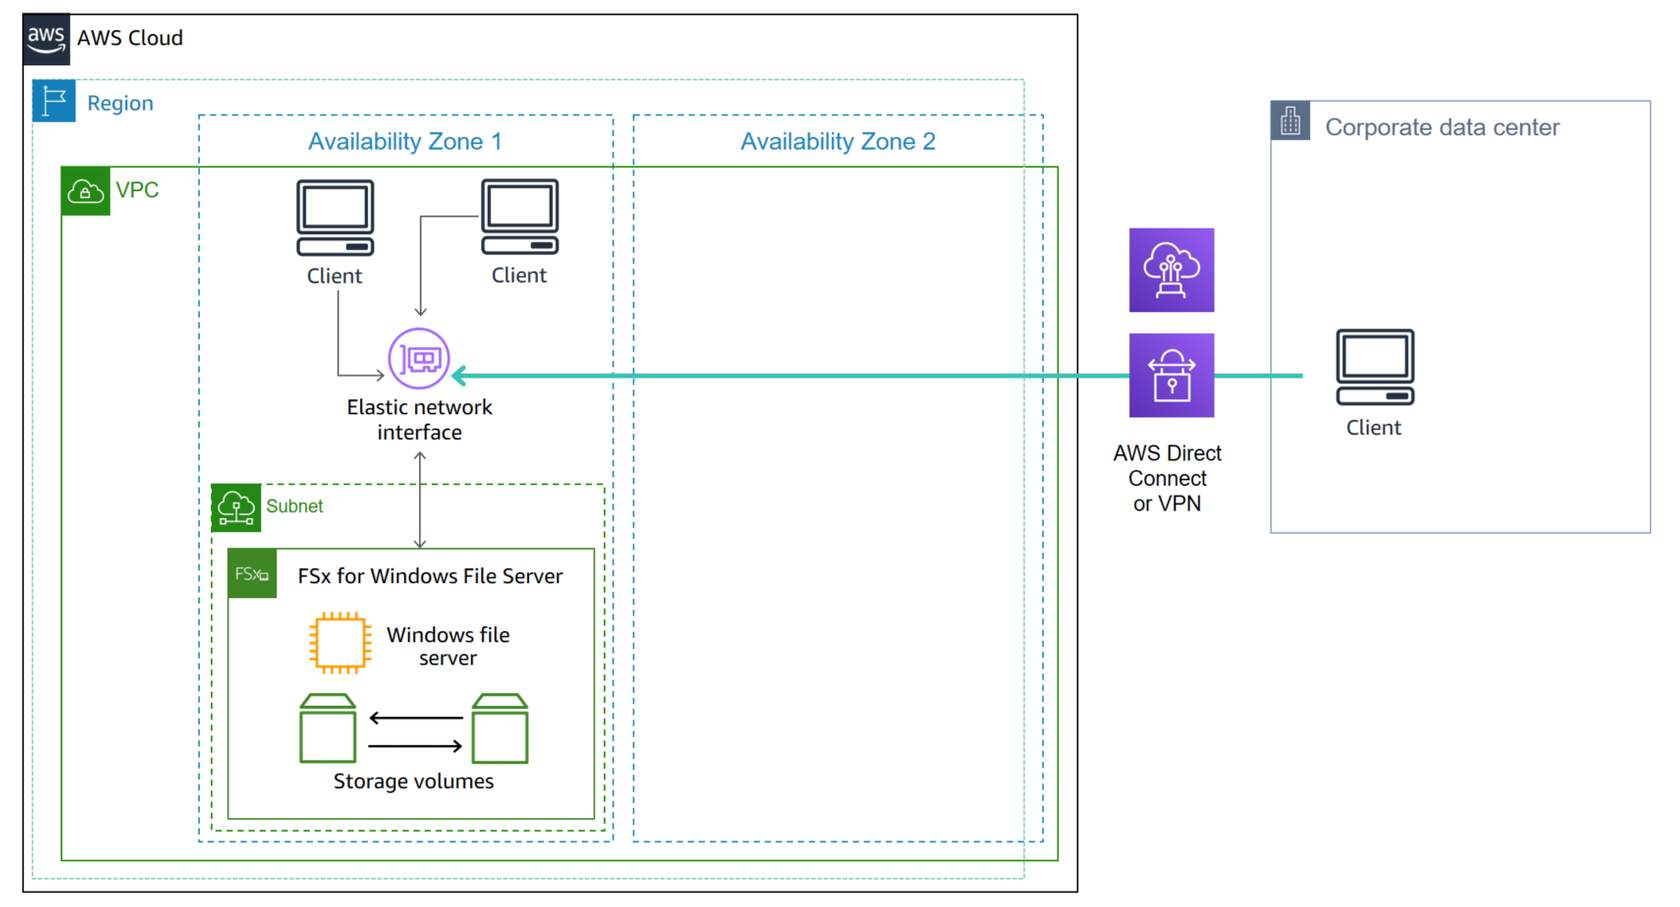 aws
AWS Cloud
Region
Availability Zone 1
Availability Zone 2
Corporate data center
VPC
Client
Client
Elastic network
interface
Client
AWS Direct
Connect
or VPN
Subnet
FSx
FSx for Windows File Server
Windows file
server
Storage volumes